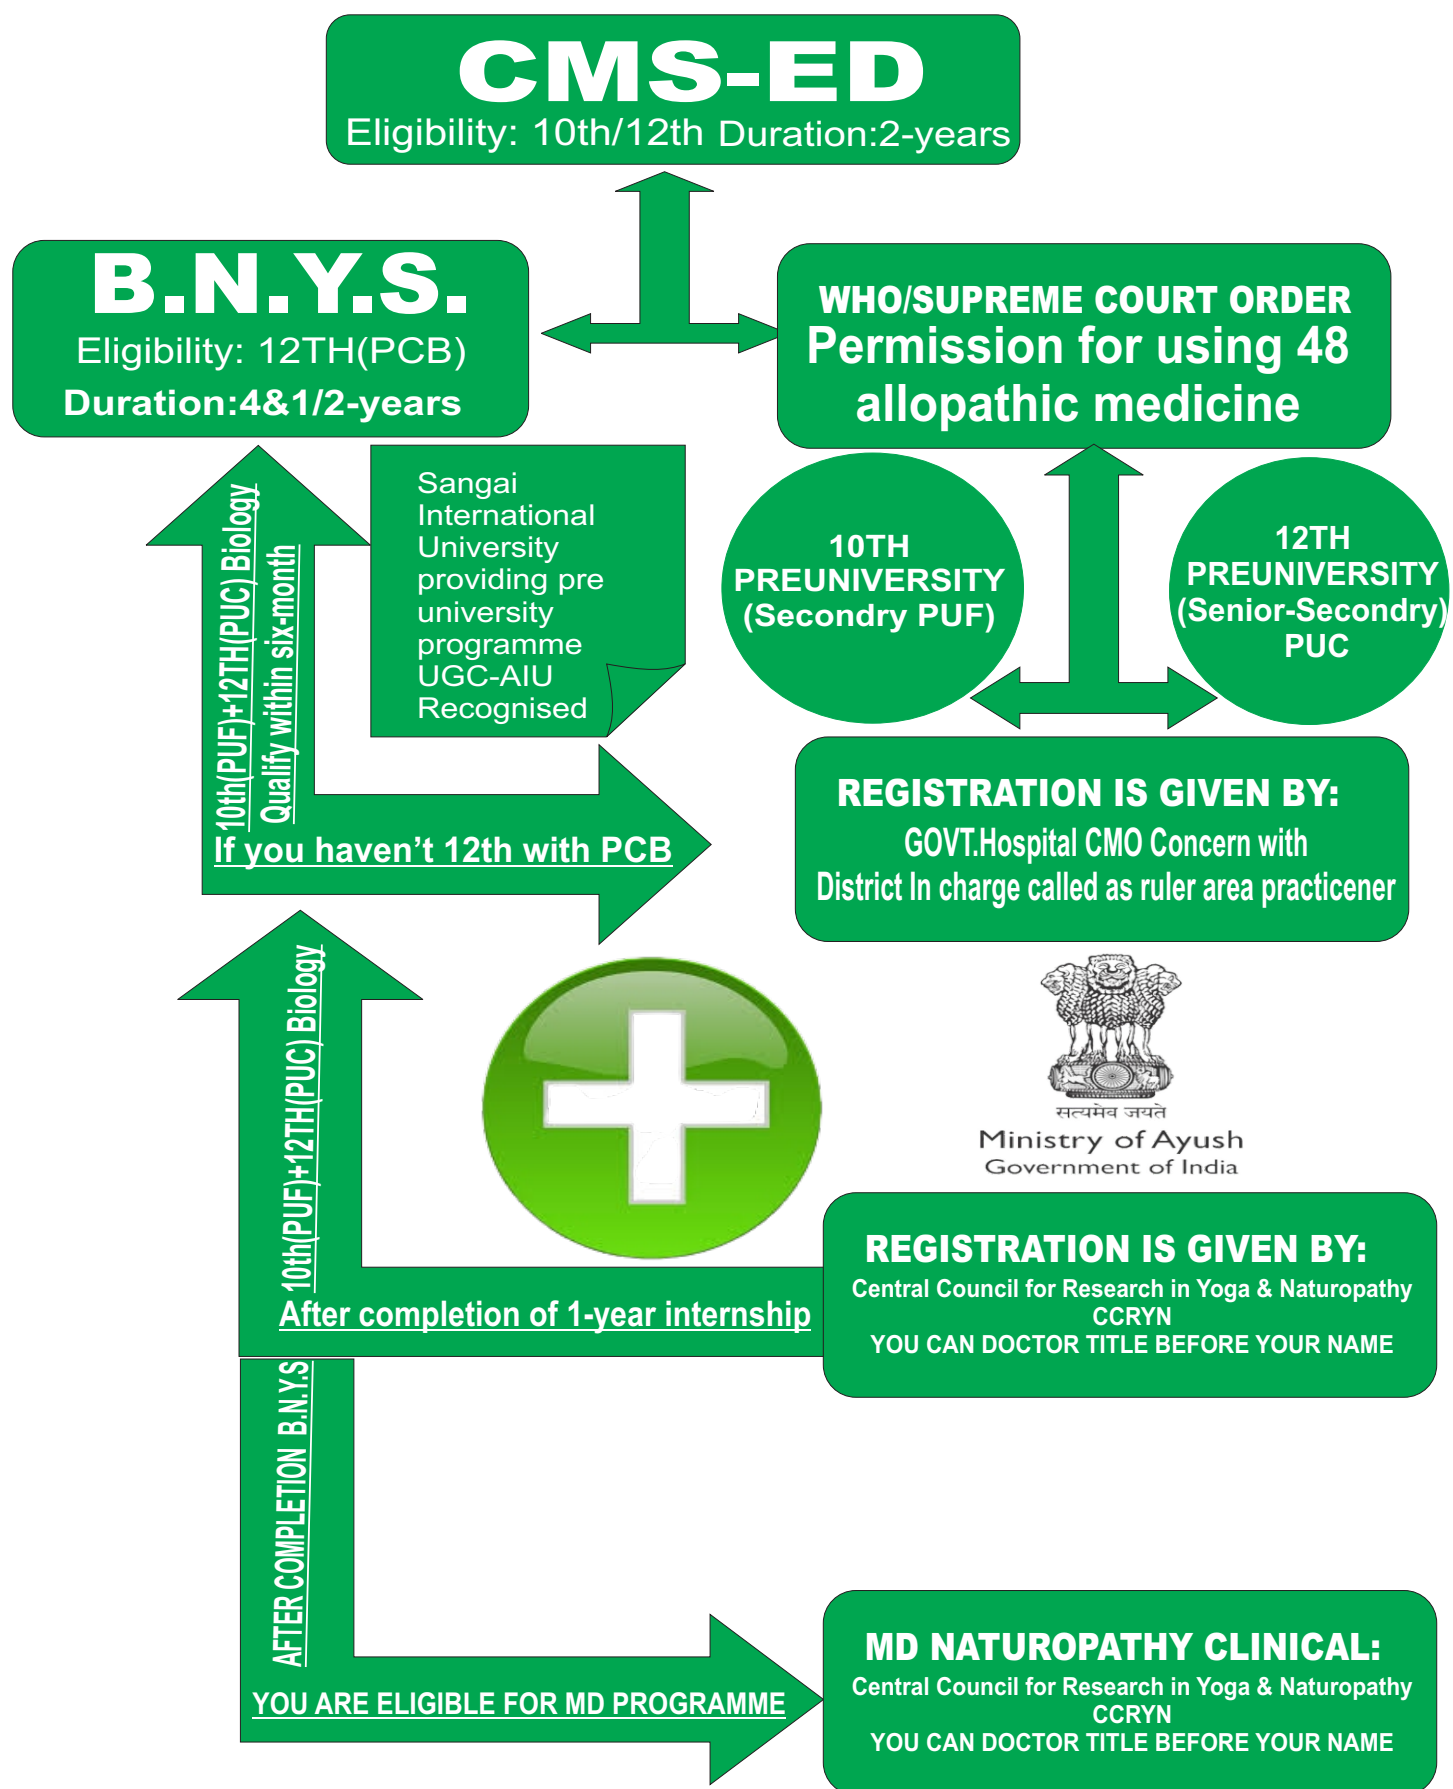 CMS-ED
Eligibility: 10th/12th Duration:2-years
B.N.Y.S.
Eligibility: 12TH(PCB)
Duration:4&1/2-years
WHO/SUPREME COURT ORDER
Permission for using 48
allopathic medicine
10th(PUF)+12TH(PUC) Biology
Qualify within six-month
Sangai
International
University
providing pre
university
programme
UGC-AIU
Recognised
10TH
PREUNIVERSITY
(Secondry PUF)
12TH
PREUNIVERSITY
(Senior-Secondry)
PUC
If you haven't 12th with PCB
REGISTRATION IS GIVEN BY:
GOVT.Hospital CMO Concern with
District In charge called as ruler area practicener
10th(PUF)+12TH(PUC) Biology
सत्यमेव जयते
Ministry of Ayush
Government of India
After completion of 1-year internship
REGISTRATION IS GIVEN BY:
Central Council for Research in Yoga & Naturopathy
CCRYN
YOU CAN DOCTOR TITLE BEFORE YOUR NAME
AFTER COMPLETION B.N.Y.S
YOU ARE ELIGIBLE FOR MD PROGRAMME
MD NATUROPATHY CLINICAL:
Central Council for Research in Yoga & Naturopathy
CCRYN
YOU CAN DOCTOR TITLE BEFORE YOUR NAME